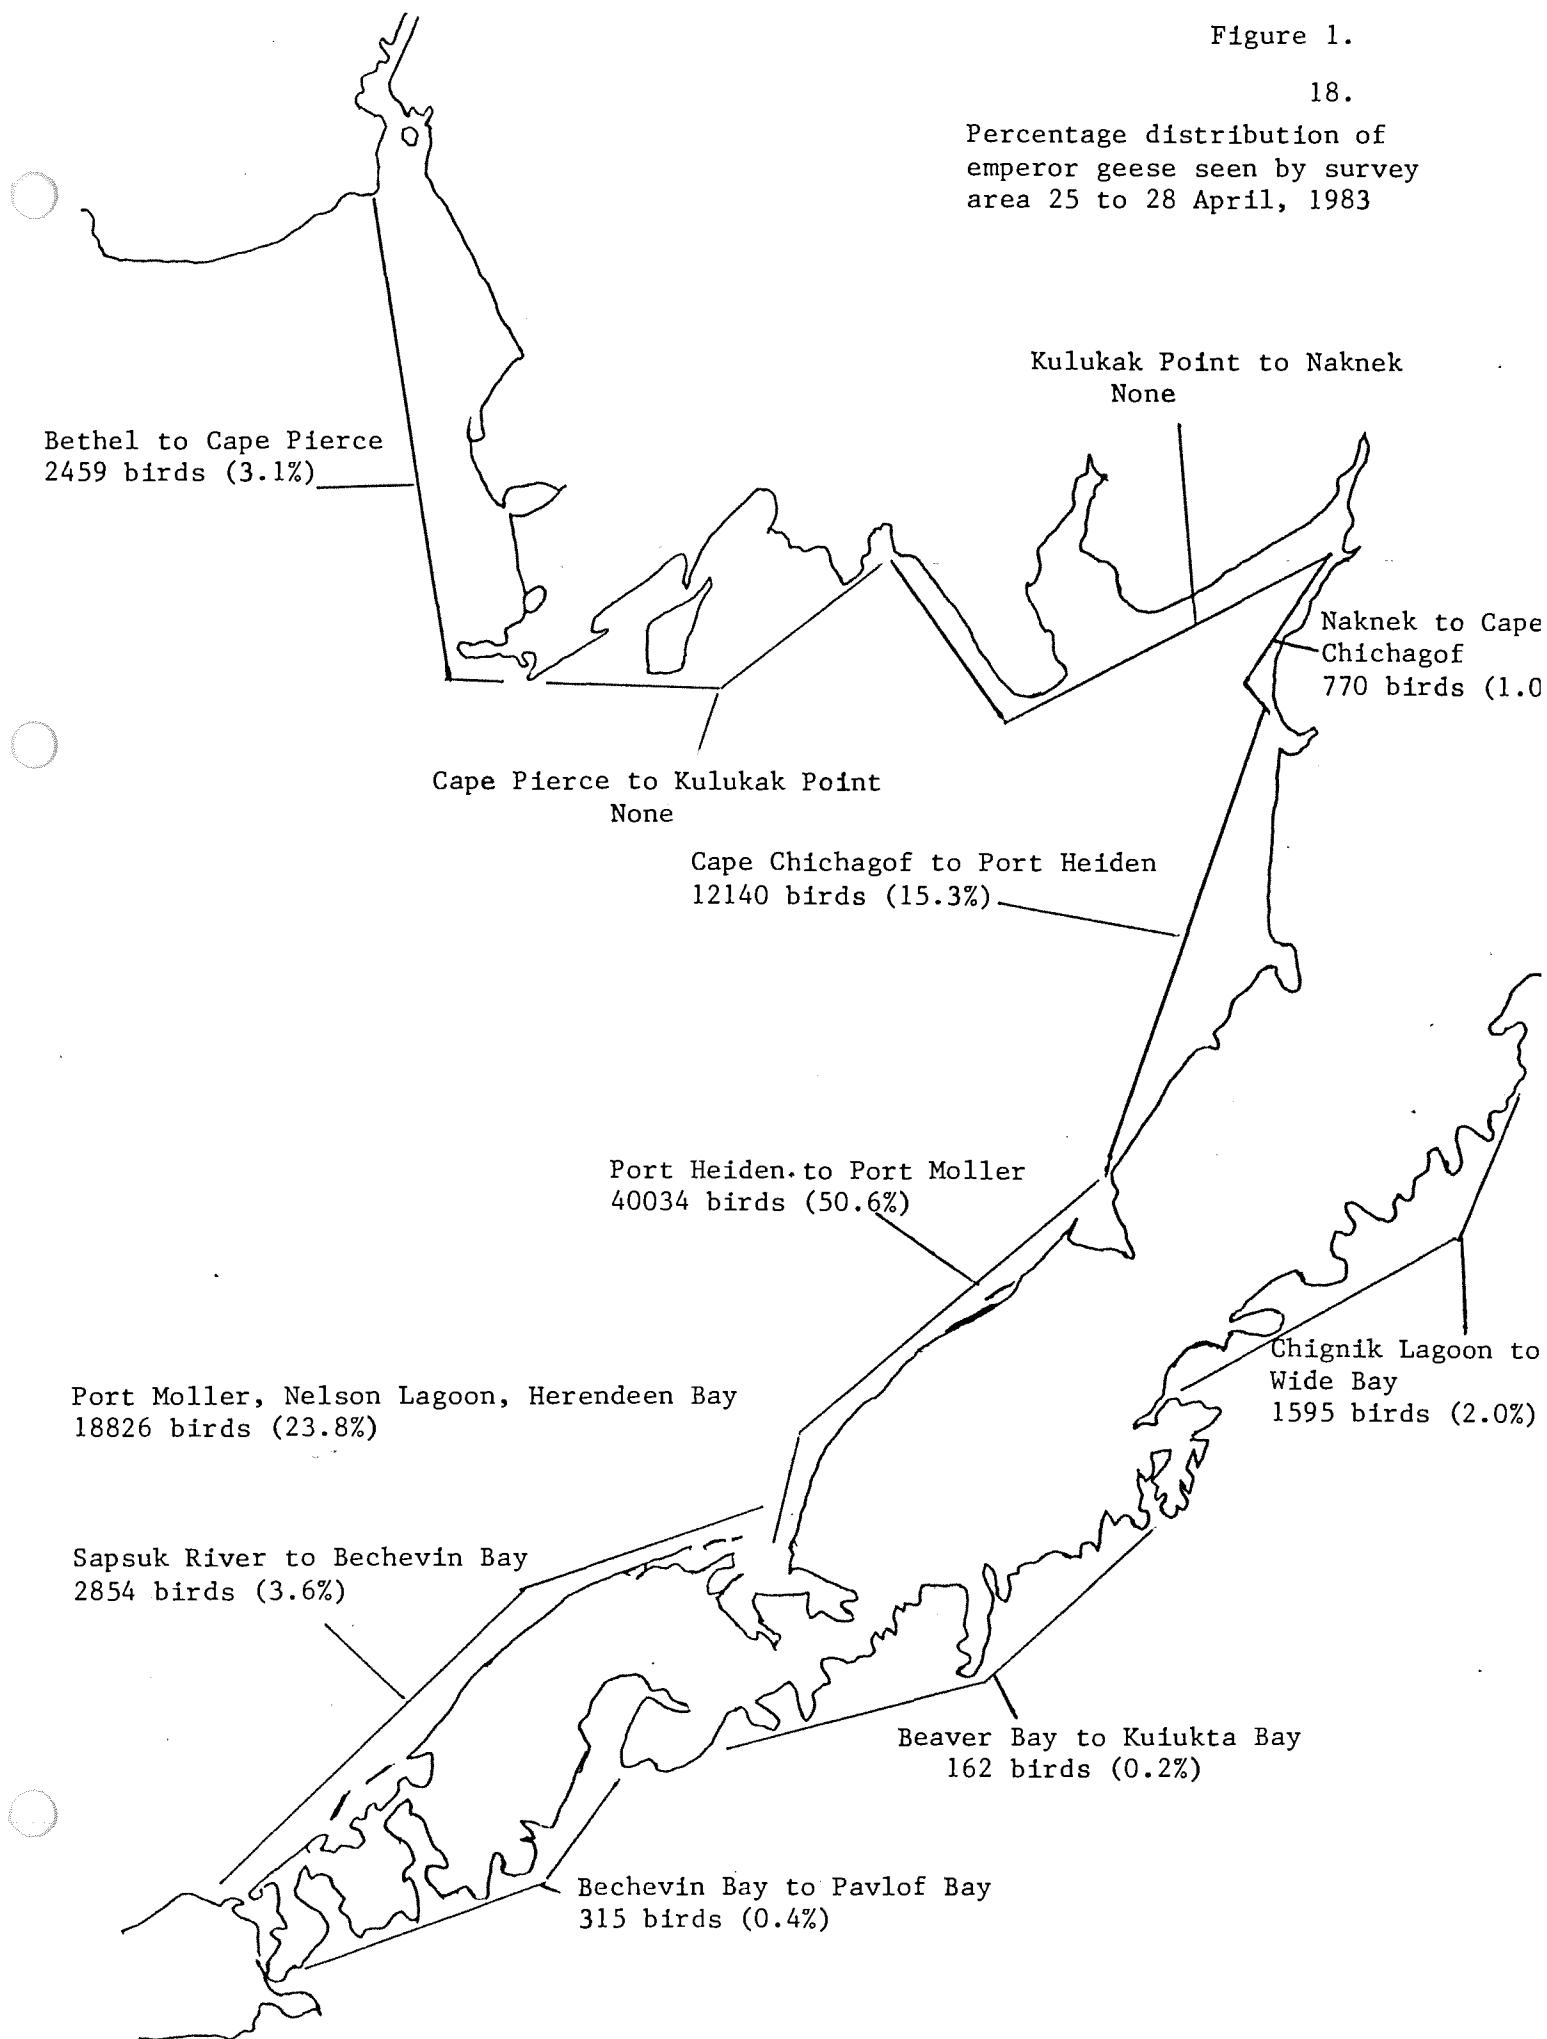 Figure 1.
18.
Percentage distribution of
emperor geese seen by survey
area 25 to 28 April, 1983
Kulukak Point to Naknek
None
Bethel to Cape Pierce
2459 birds (3.1%)
Naknek to Cape
Chichagof
770 birds (1.0
Cape Pierce to Kulukak Point
None
Cape Chichagof to Port Heiden
12140 birds (15.3%)
Port Heiden to Port Moller
40034 birds (50.6%)
Chignik Lagoon to
Wide Bay
1595 birds (2.0%)
Port Moller, Nelson Lagoon, Herendeen Bay
18826 birds (23.8%)
Sapsuk River to Bechevin Bay
2854 birds (3.6%)
Beaver Bay to Kuiukta Bay
162 birds (0.2%)
Bechevin Bay to Pavlof Bay
315 birds (0.4%)